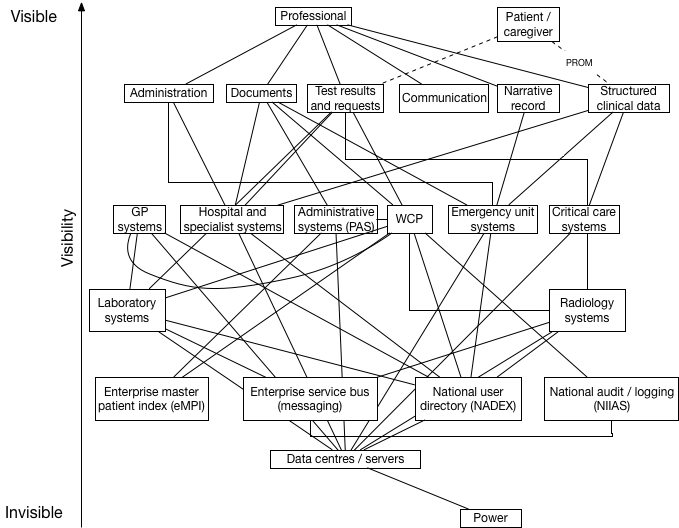 Visible
Professional
Patient /
caregiver
PROM
Administration
Documents
Test results
and requests
Communication
Narrative
record
Structured
clinical data
Visibility
GP
systems
Hospital and
specialist systems
Administrative
systems (PAS)
WCP
Emergency unit
systems
Critical care
systems
Laboratory
systems
Radiology
systems
Enterprise master
patient index (eMPI)
Enterprise service bus
(messaging)
National user
directory (NADEX)
National audit / logging
(NIIAS)
Data centres / servers
Invisible
Power